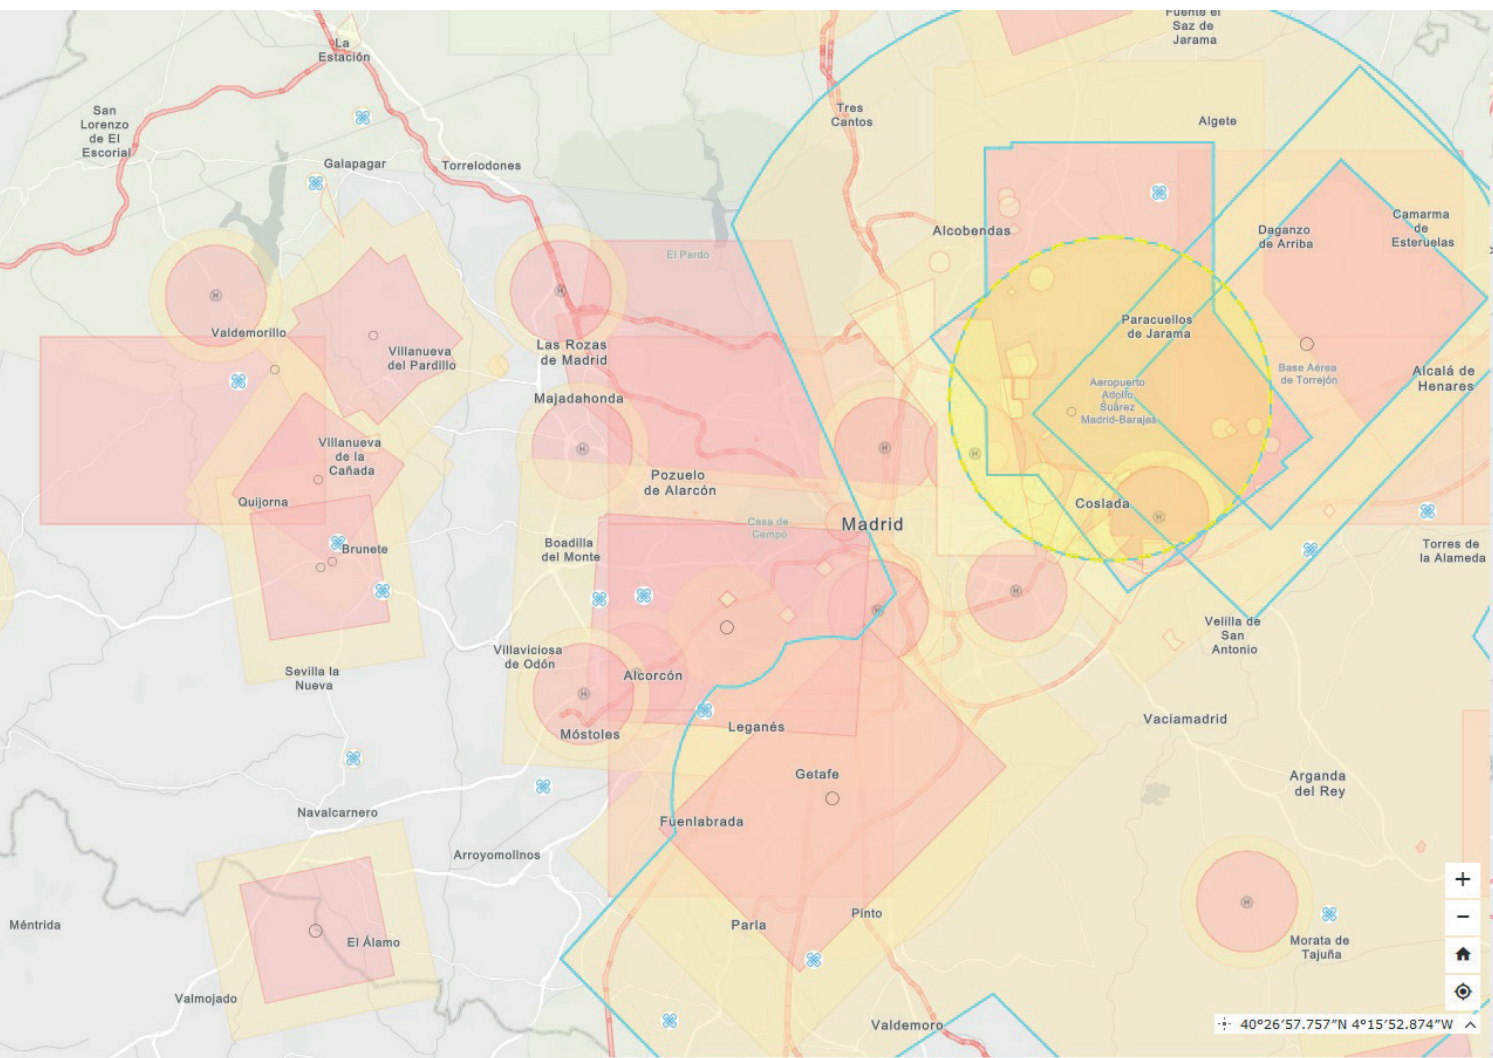 Fuente el
Saz de
Jarama
La
Estación
Tres
Cantos
San
Lorenzo
de El
Escorial
Algete
Galapagar
Torrelodones
Alcobendas
Daganzo
de Arriba
Camarma
de
Esteruelas
El Pardo
Valdemorillo
Villanueva
del Pardillo
Las Rozas
de Madrid
Paracuellos
de Jarama
Base Aérea
de Torrejón
Alcalá de
Henares
Aeropuerto
Adolfo
Suárez
Madrid-Barajas
Majadahonda
Villanueva
de la
Cañada
Pozuelo
de Alarcón
Quijorna
Coslada
Casa de
Campo
Madrid
Brunete
Boadilla
del Monte
Torres de
la Alameda
Velilla de
San
Antonio
Sevilla la
Nueva
Villaviciosa
de Odón
Alcorcón
Móstoles
Leganés
Vaciamadrid
Getafe
Arganda
del Rey
Navalcarnero
Fuenlabrada
Arroyomolinos
Méntrida
El Álamo
Parla
Pinto
Morata de
Tajuña
Valmojado
Valdemoro
H
H
H
H
H
H
H
H
H
H
+
−
40°26′57.757″N 4°15′52.874″W